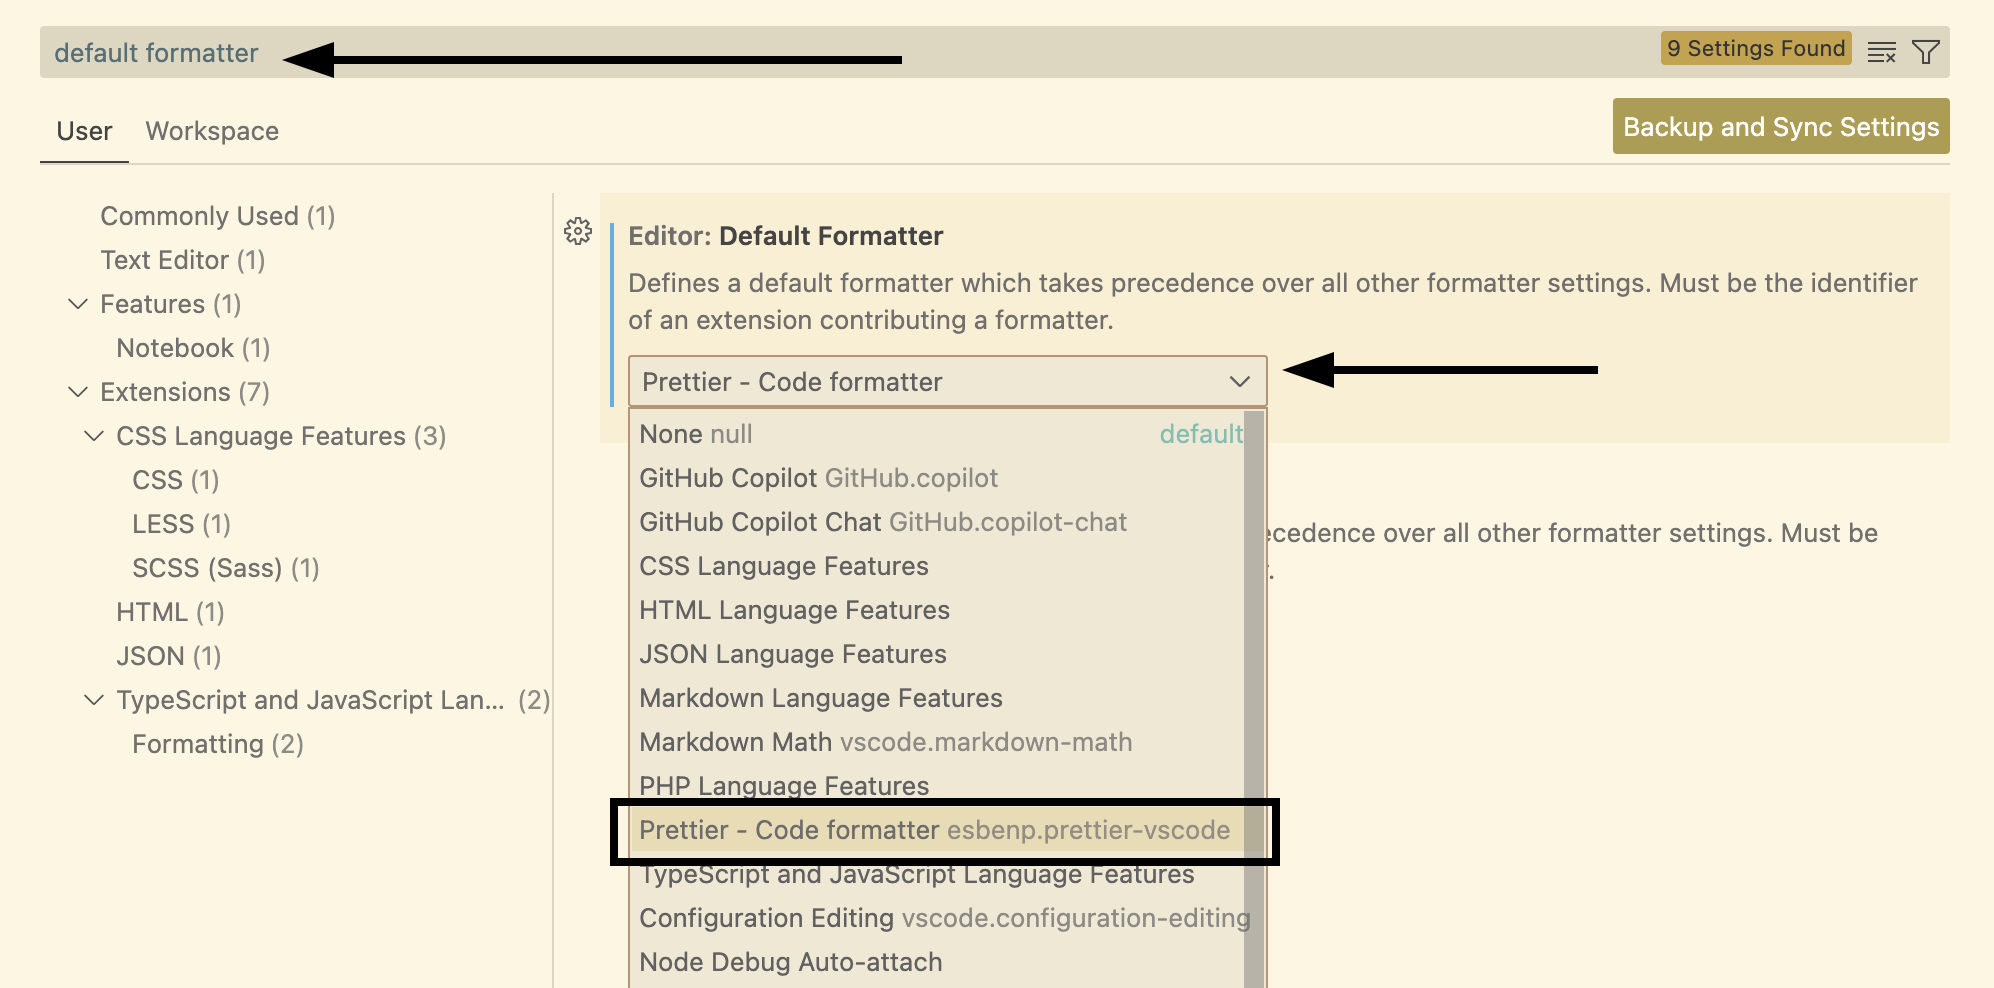 default formatter
9 Settings Found
User
Workspace
Backup and Sync Settings
Commonly Used (1)
Text Editor (1)
Features (1)
Notebook (1)
Extensions (7)
CSS Language Features (3)
CSS (1)
LESS (1)
SCSS (Sass) (1)
HTML (1)
JSON (1)
TypeScript and JavaScript Lan... (2)
Formatting (2)
Editor: Default Formatter
Defines a default formatter which takes precedence over all other formatter settings. Must be the identifier
of an extension contributing a formatter.
Prettier - Code formatter
None null default
GitHub Copilot GitHub.copilot
GitHub Copilot Chat GitHub.copilot-chat
CSS Language Features
HTML Language Features
JSON Language Features
Markdown Language Features
Markdown Math vscode.markdown-math
PHP Language Features
Prettier - Code formatter esbenp.prettier-vscode
TypeScript and JavaScript Language Features
Configuration Editing vscode.configuration-editing
Node Debug Auto-attach
ecedence over all other formatter settings. Must be